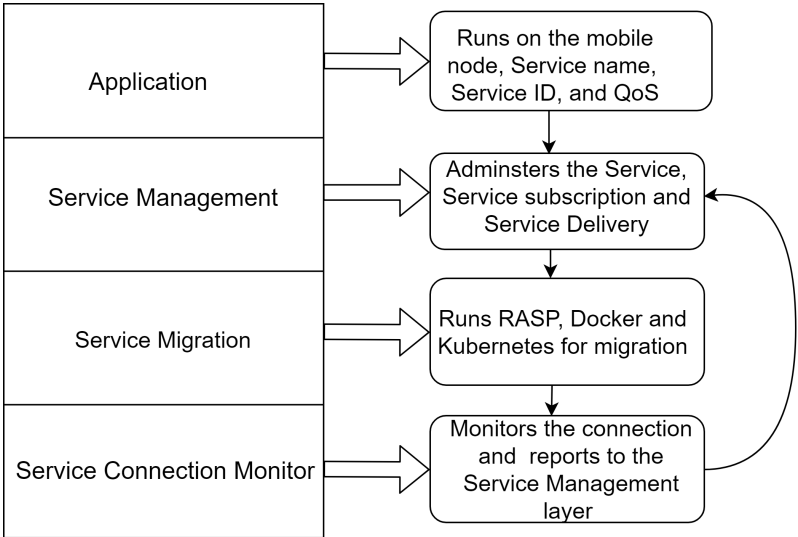 Application
Runs on the mobile
node, Service name,
Service ID, and QoS
Service Management
Adminsters the Service,
Service subscription and
Service Delivery
Service Migration
Runs RASP, Docker and
Kubernetes for migration
Service Connection Monitor
Monitors the connection
and reports to the
Service Management
layer